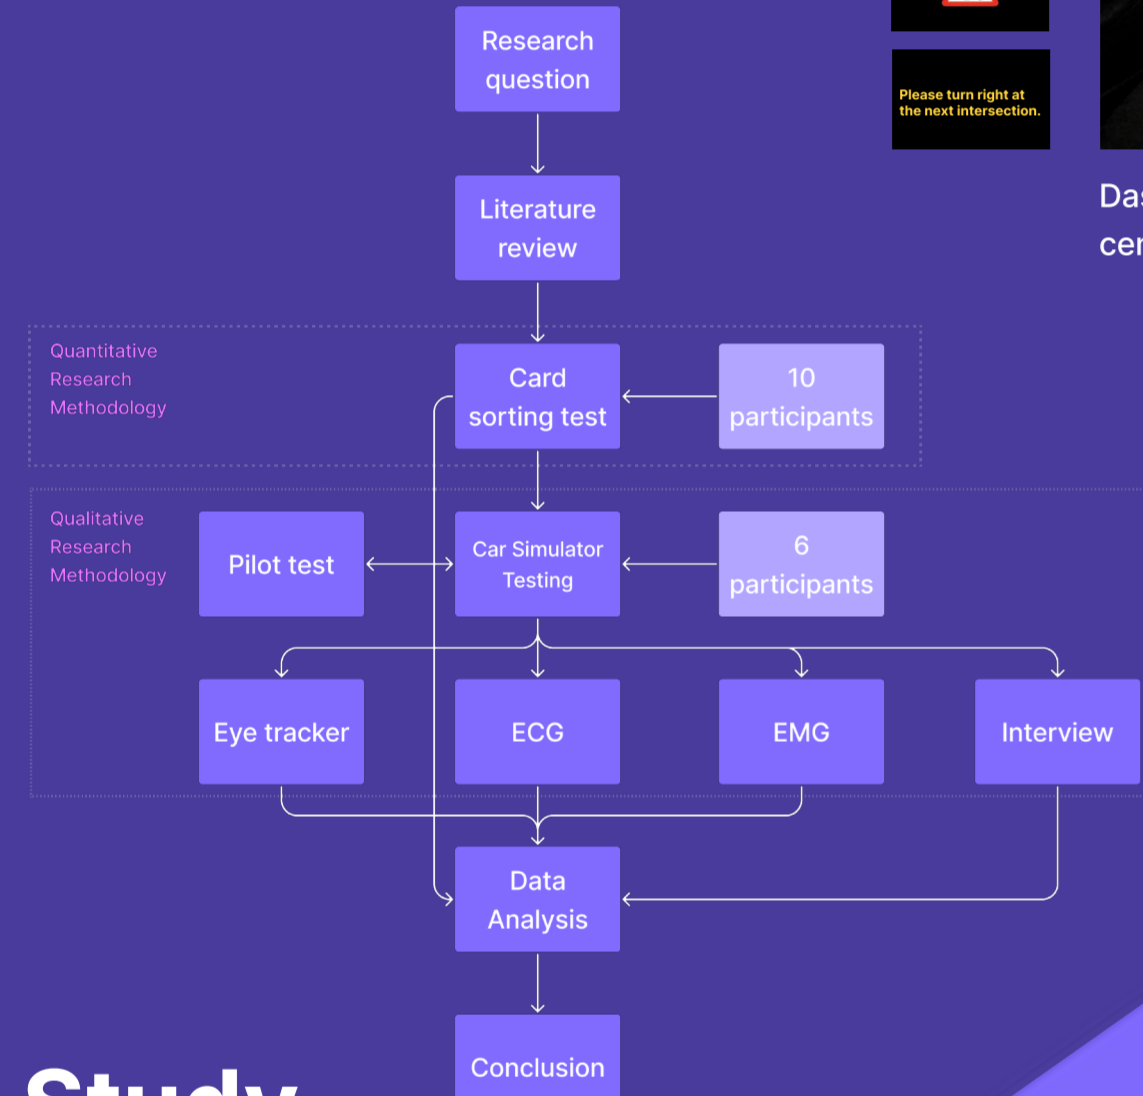 Research
question
Please turn right at
the next intersection.
Literature
review
Quantitative
Research
Methodology
Card
sorting test
10
participants
Qualitative
Research
Methodology
Pilot test
Car Simulator
Testing
6
participants
Eye tracker
ECG
EMG
Interview
Data
Analysis
Conclusion
Study